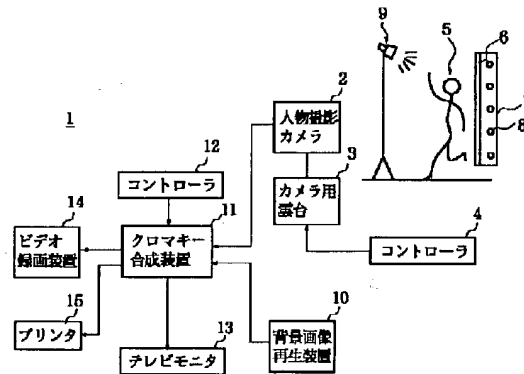 9
5
6
2
1
人物撮影
カメラ
8
12
3
コントローラ
カメラ用
雲台
14
11
4
ビデオ
録画装置
クロマキー
合成装置
コントローラ
15
10
プリンタ
13
背景画像
再生装置
テレビモニタ